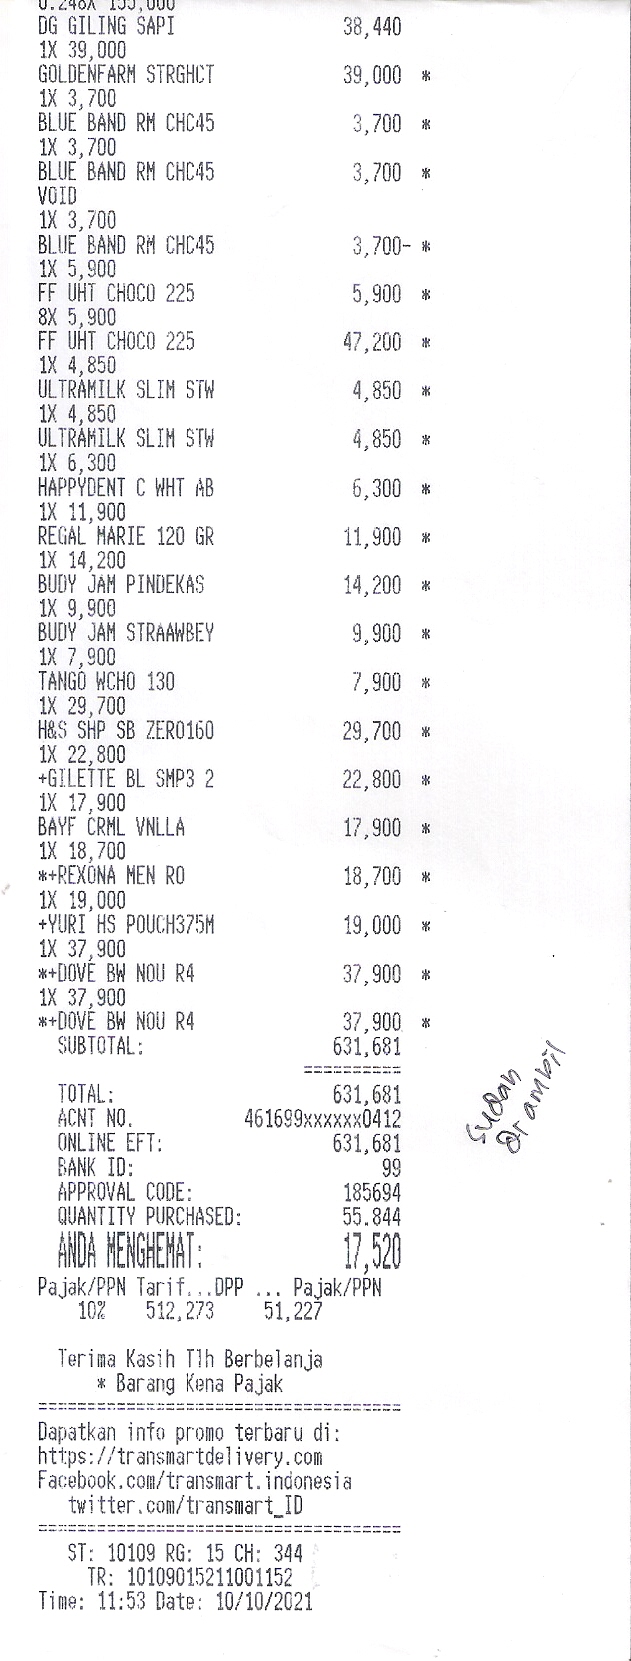 0.248X 155,000
DG GILING SAPI 38,440
1X 39,000
GOLDENFARM STRGHCT 39,000 *
1X 3,700
BLUE BAND RM CHC45 3,700 *
1X 3,700
BLUE BAND RM CHC45 3,700 *
VOID
1X 3,700
BLUE BAND RM CHC45 3,700- *
1X 5,900
FF UHT CHOCO 225 5,900 *
8X 5,900
FF UHT CHOCO 225 47,200 *
1X 4,850
ULTRAMILK SLIM STW 4,850 *
1X 4,850
ULTRAMILK SLIM STW 4,850 *
1X 6,300
HAPPYDENT C WHT AB 6,300 *
1X 11,900
REGAL MARIE 120 GR 11,900 *
1X 14,200
BUDY JAM PINDEKAS 14,200 *
1X 9,900
BUDY JAM STRAAWBEY 9,900 *
1X 7,900
TANGO WCHO 130 7,900 *
1X 29,700
H&S SHP SB ZERO160 29,700 *
1X 22,800
+GILETTE BL SMP3 2 22,800 *
1X 17,900
BAYF CRML VNLLA 17,900 *
1X 18,700
*+REXONA MEN RO 18,700 *
1X 19,000
+YURI HS POUCH375M 19,000 *
1X 37,900
*+DOVE BW NOU R4 37,900 *
1X 37,900
*+DOVE BW NOU R4 37,900 *
SUBTOTAL: 631,681
==========
TOTAL: 631,681
ACNT NO. 461699xxxxxx0412
ONLINE EFT: 631,681
BANK ID: 99
APPROVAL CODE: 185694
QUANTITY PURCHASED: 55.844
ANDA MENGHEMAT: 17,520
Pajak/PPN Tarif...DPP ... Pajak/PPN
10% 512,273 51,227
sudah
di ambil
Terima Kasih Tlh Berbelanja
* Barang Kena Pajak
=====================================
Dapatkan info promo terbaru di:
https://transmartdelivery.com
Facebook.com/transmart.indonesia
twitter.com/transmart_ID
=====================================
ST: 10109 RG: 15 CH: 344
TR: 10109015211001152
Time: 11:53 Date: 10/10/2021